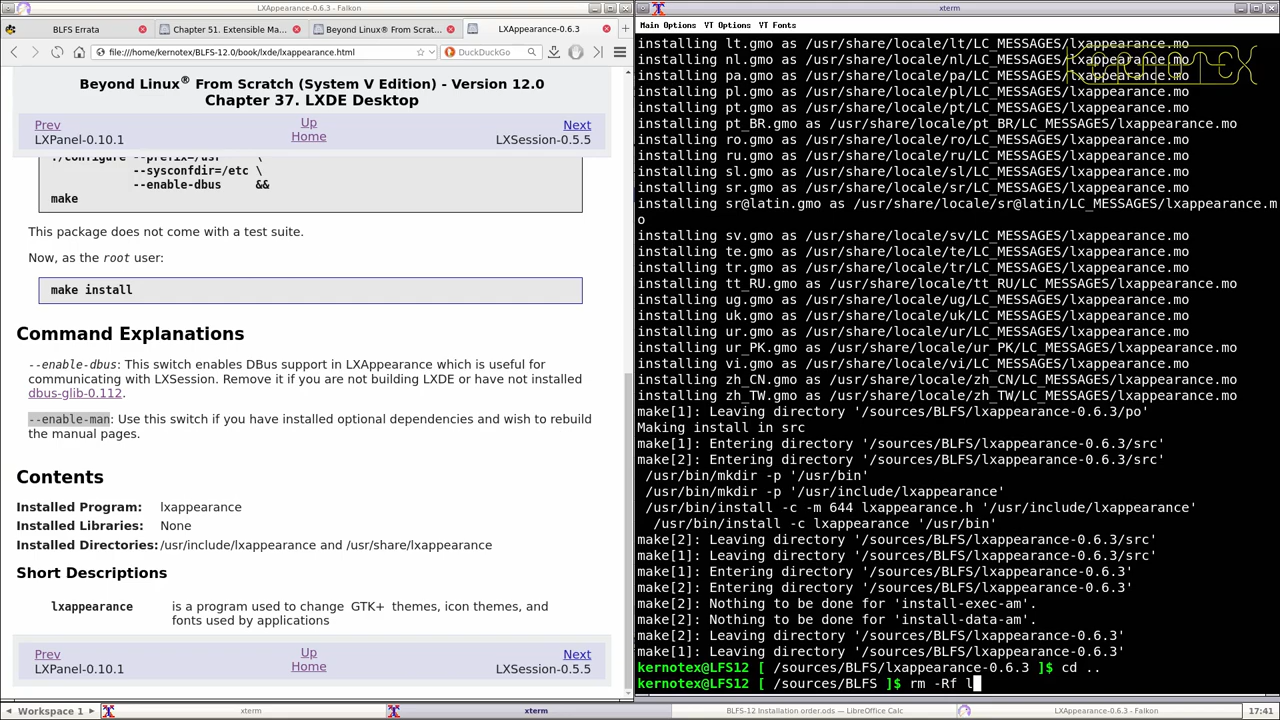 LXAppearance-0.6.3 - Falkon
BLFS Errata
Chapter 51. Extensible Ma...
Beyond Linux® From Scrat...
LXAppearance-0.6.3
file:///home/kernotex/BLFS-12.0/book/lxde/lxappearance.html
DuckDuckGo
Beyond Linux® From Scratch (System V Edition) - Version 12.0
Chapter 37. LXDE Desktop
Prev
Up
Next
LXPanel-0.10.1
Home
LXSession-0.5.5
./configure --prefix=/usr \
--sysconfdir=/etc \
--enable-dbus &&
make
This package does not come with a test suite.
Now, as the root user:
make install
Command Explanations
--enable-dbus: This switch enables DBus support in LXAppearance which is useful for
communicating with LXSession. Remove it if you are not building LXDE or have not installed
dbus-glib-0.112.
--enable-man: Use this switch if you have installed optional dependencies and wish to rebuild
the manual pages.
Contents
Installed Program: lxappearance
Installed Libraries: None
Installed Directories: /usr/include/lxappearance and /usr/share/lxappearance
Short Descriptions
lxappearance is a program used to change GTK+ themes, icon themes, and
fonts used by applications
Prev
Up
Next
LXPanel-0.10.1
Home
LXSession-0.5.5
xterm
Main Options VT Options VT Fonts
installing lt.gmo as /usr/share/locale/lt/LC_MESSAGES/lxappearance.mo
installing nl.gmo as /usr/share/locale/nl/LC_MESSAGES/lxappearance.mo
installing pa.gmo as /usr/share/locale/pa/LC_MESSAGES/lxappearance.mo
installing pl.gmo as /usr/share/locale/pl/LC_MESSAGES/lxappearance.mo
installing pt.gmo as /usr/share/locale/pt/LC_MESSAGES/lxappearance.mo
installing pt_BR.gmo as /usr/share/locale/pt_BR/LC_MESSAGES/lxappearance.mo
installing ro.gmo as /usr/share/locale/ro/LC_MESSAGES/lxappearance.mo
installing ru.gmo as /usr/share/locale/ru/LC_MESSAGES/lxappearance.mo
installing sl.gmo as /usr/share/locale/sl/LC_MESSAGES/lxappearance.mo
installing sr.gmo as /usr/share/locale/sr/LC_MESSAGES/lxappearance.mo
installing sr@latin.gmo as /usr/share/locale/sr@latin/LC_MESSAGES/lxappearance.m
o
installing sv.gmo as /usr/share/locale/sv/LC_MESSAGES/lxappearance.mo
installing te.gmo as /usr/share/locale/te/LC_MESSAGES/lxappearance.mo
installing tr.gmo as /usr/share/locale/tr/LC_MESSAGES/lxappearance.mo
installing tt_RU.gmo as /usr/share/locale/tt_RU/LC_MESSAGES/lxappearance.mo
installing ug.gmo as /usr/share/locale/ug/LC_MESSAGES/lxappearance.mo
installing uk.gmo as /usr/share/locale/uk/LC_MESSAGES/lxappearance.mo
installing ur.gmo as /usr/share/locale/ur/LC_MESSAGES/lxappearance.mo
installing ur_PK.gmo as /usr/share/locale/ur_PK/LC_MESSAGES/lxappearance.mo
installing vi.gmo as /usr/share/locale/vi/LC_MESSAGES/lxappearance.mo
installing zh_CN.gmo as /usr/share/locale/zh_CN/LC_MESSAGES/lxappearance.mo
installing zh_TW.gmo as /usr/share/locale/zh_TW/LC_MESSAGES/lxappearance.mo
make[1]: Leaving directory '/sources/BLFS/lxappearance-0.6.3/po'
Making install in src
make[1]: Entering directory '/sources/BLFS/lxappearance-0.6.3/src'
make[2]: Entering directory '/sources/BLFS/lxappearance-0.6.3/src'
/usr/bin/mkdir -p '/usr/bin'
/usr/bin/mkdir -p '/usr/include/lxappearance'
/usr/bin/install -c -m 644 lxappearance.h '/usr/include/lxappearance'
/usr/bin/install -c lxappearance '/usr/bin'
make[2]: Leaving directory '/sources/BLFS/lxappearance-0.6.3/src'
make[1]: Leaving directory '/sources/BLFS/lxappearance-0.6.3/src'
make[1]: Entering directory '/sources/BLFS/lxappearance-0.6.3'
make[2]: Entering directory '/sources/BLFS/lxappearance-0.6.3'
make[2]: Nothing to be done for 'install-exec-am'.
make[2]: Nothing to be done for 'install-data-am'.
make[2]: Leaving directory '/sources/BLFS/lxappearance-0.6.3'
make[1]: Leaving directory '/sources/BLFS/lxappearance-0.6.3'
kernotex@LFS12 [ /sources/BLFS/lxappearance-0.6.3 ]$ cd ..
kernotex@LFS12 [ /sources/BLFS ]$ rm -Rf l
KERNOTEX
Workspace 1
xterm
xterm
BLFS-12 Installation order.ods — LibreOffice Calc
LXAppearance-0.6.3 - Falkon
17:41